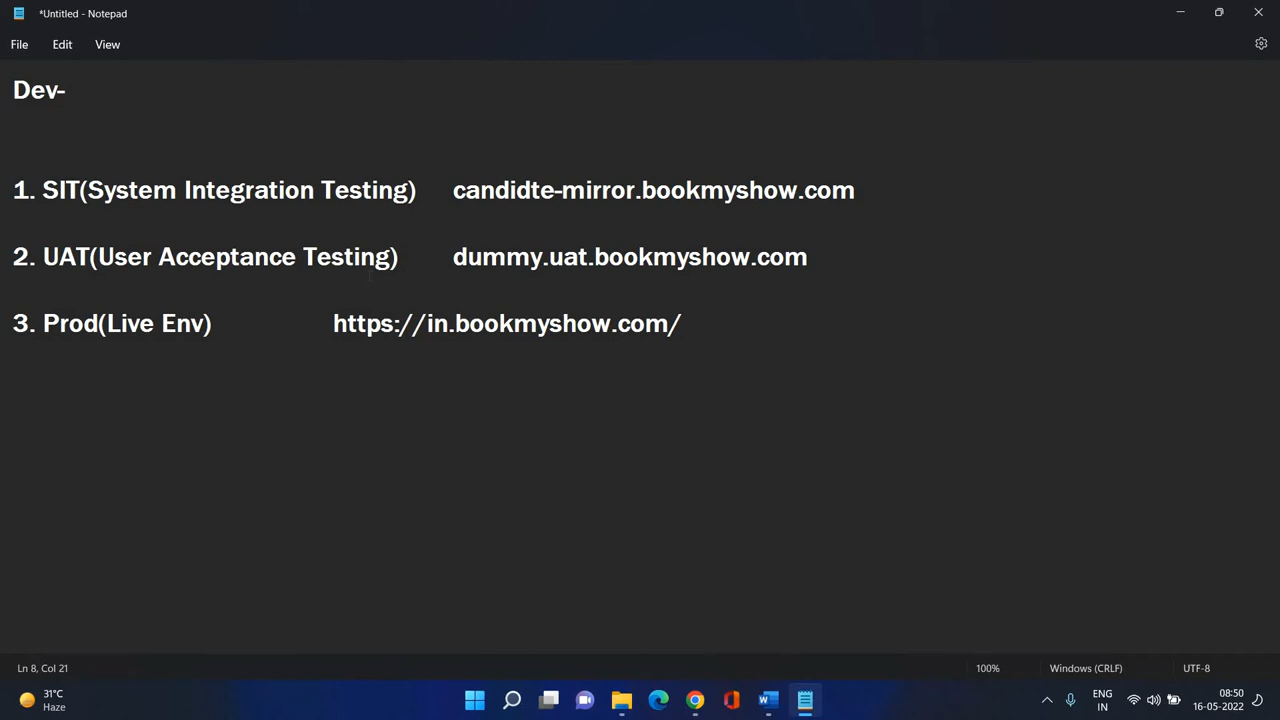 *Untitled - Notepad
File Edit View
Dev-
1. SIT(System Integration Testing) candidte-mirror.bookmyshow.com
2. UAT(User Acceptance Testing) dummy.uat.bookmyshow.com
3. Prod(Live Env) https://in.bookmyshow.com/
Ln 8, Col 21 100% Windows (CRLF) UTF-8
31°C
Haze
ENG
IN
08:50
16-05-2022